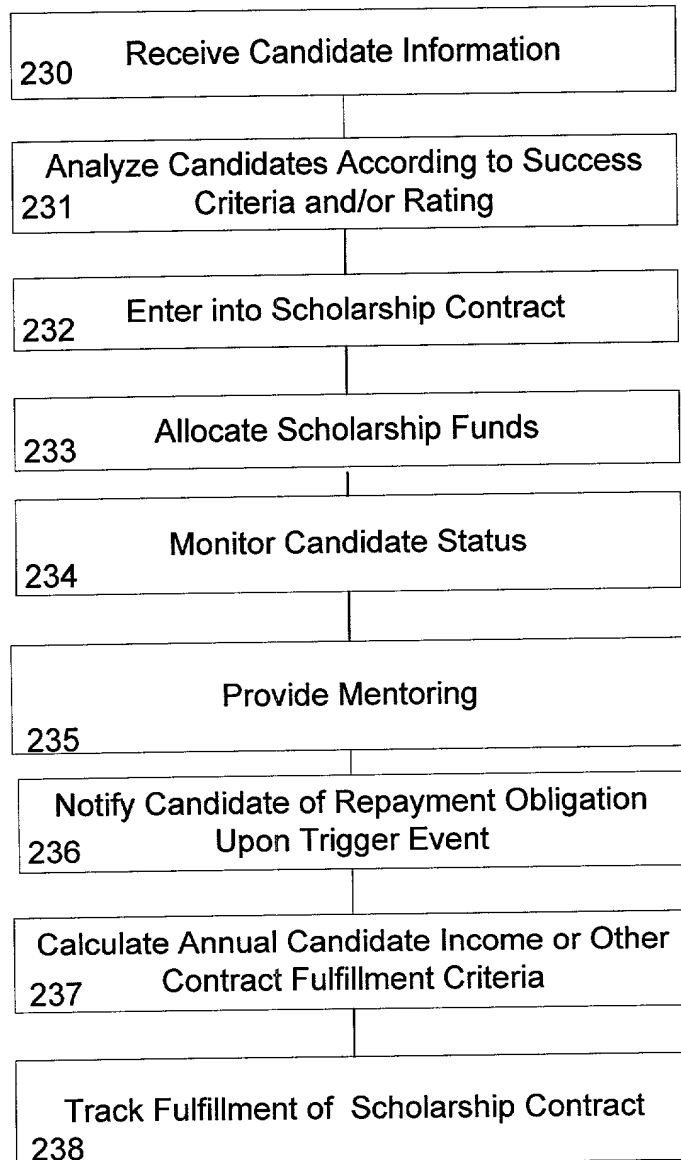 Receive Candidate Information
230
Analyze Candidates According to Success
Criteria and/or Rating
231
Enter into Scholarship Contract
232
Allocate Scholarship Funds
233
Monitor Candidate Status
234
Provide Mentoring
235
Notify Candidate of Repayment Obligation
Upon Trigger Event
236
Calculate Annual Candidate Income or Other
Contract Fulfillment Criteria
237
Track Fulfillment of Scholarship Contract
238